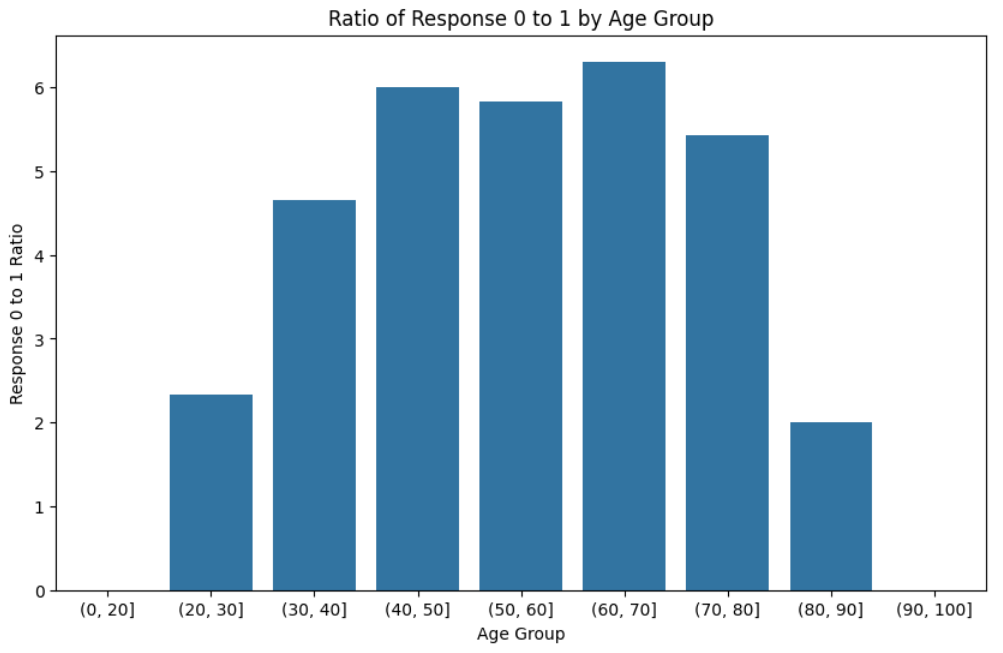 Ratio of Response 0 to 1 by Age Group
Response 0 to 1 Ratio
6
5
4
3
2
1
0
(0, 20] (20, 30] (30, 40] (40, 50] (50, 60] (60, 70] (70, 80] (80, 90] (90, 100]
Age Group